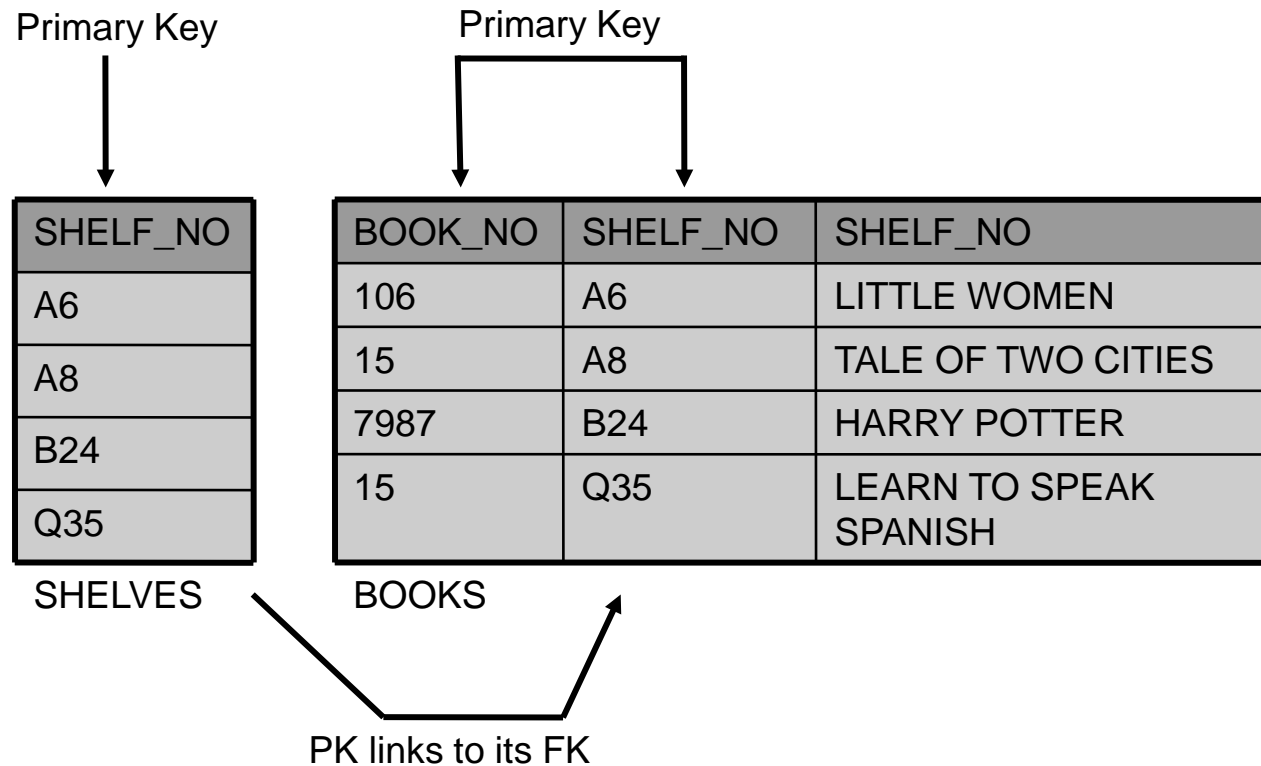 Primary Key
Primary Key
SHELF_NO
A6
A8
B24
Q35
SHELVES
BOOK_NO SHELF_NO SHELF_NO
106 A6 LITTLE WOMEN
15 A8 TALE OF TWO CITIES
7987 B24 HARRY POTTER
15 Q35 LEARN TO SPEAK
SPANISH
BOOKS
PK links to its FK